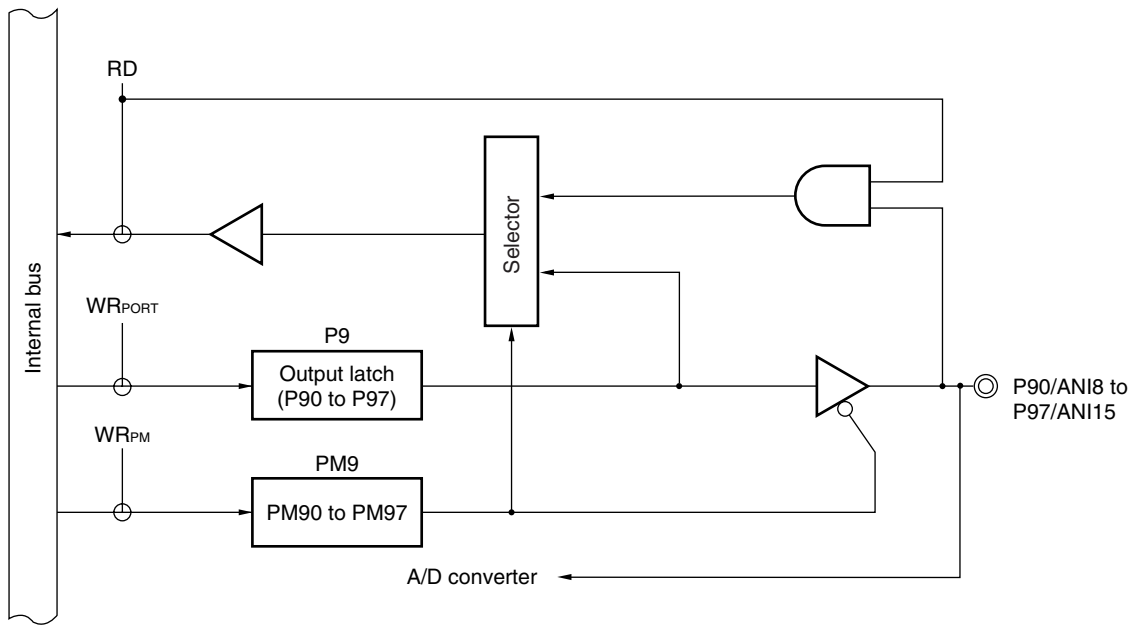 RD
Selector
Internal bus
WRPORT
P9
Output latch
(P90 to P97)
P90/ANI8 to
P97/ANI15
WRPM
PM9
PM90 to PM97
A/D converter